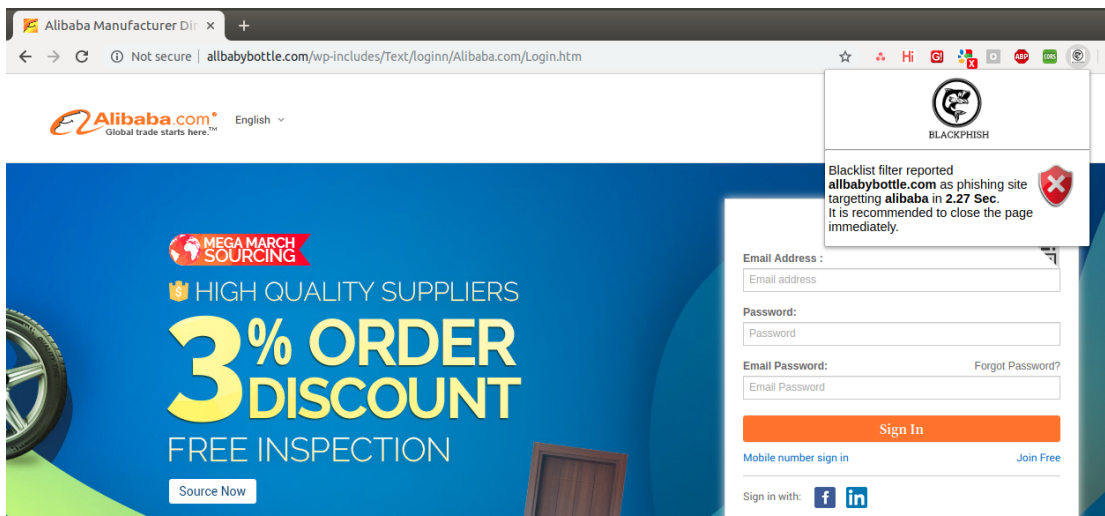 Alibaba Manufacturer Dir
Not secure | allbabybottle.com/wp-includes/Text/loginn/Alibaba.com/Login.htm
Hi
G!
X
ABP
CORS
Alibaba.com
Global trade starts here.™
English
BLACKPHISH
Blacklist filter reported
allbabybottle.com as phishing site
targetting alibaba in 2.27 Sec.
It is recommended to close the page
immediately.
MEGA MARCH
SOURCING
$ HIGH QUALITY SUPPLIERS
3% ORDER
DISCOUNT
FREE INSPECTION
Source Now
Email Address :
Email address
Password:
Password
Email Password: Forgot Password?
Email Password
Sign In
Mobile number sign in Join Free
Sign in with: f in